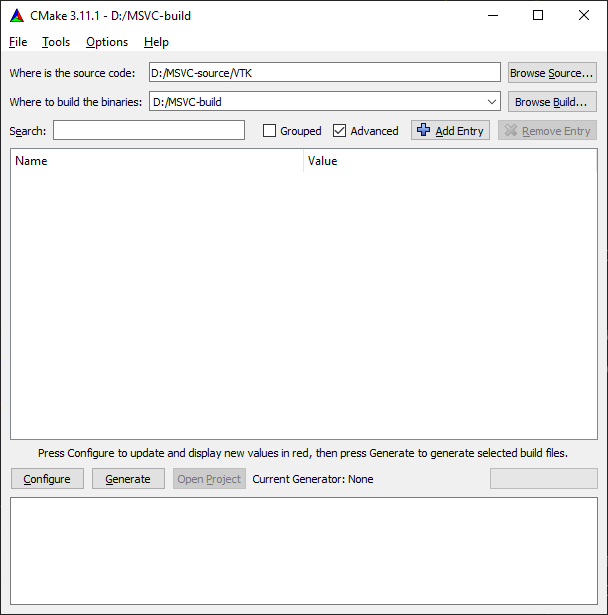 CMake 3.11.1 - D:/MSVC-build
File Tools Options Help
Where is the source code: D:/MSVC-source/VTK Browse Source...
Where to build the binaries: D:/MSVC-build Browse Build...
Search: Grouped Advanced Add Entry Remove Entry
Name Value
Press Configure to update and display new values in red, then press Generate to generate selected build files.
Configure Generate Open Project Current Generator: None